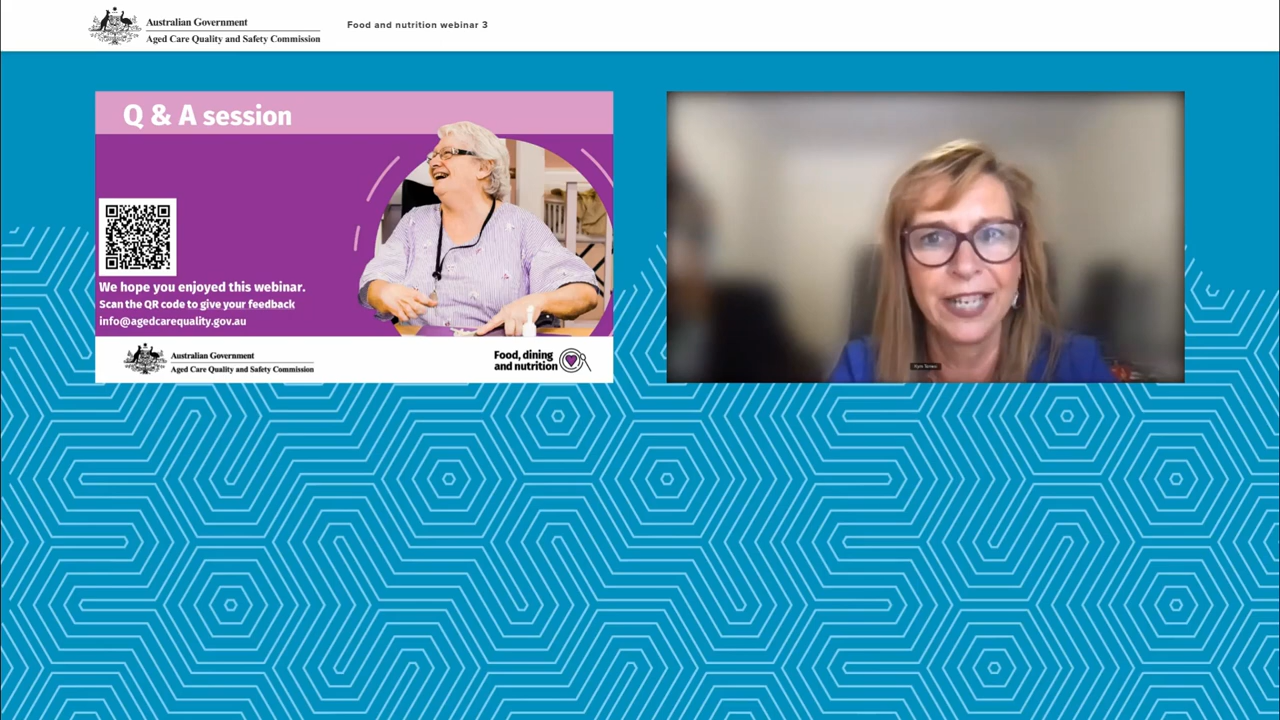 Australian Government
Aged Care Quality and Safety Commission
Food and nutrition webinar 3
Q & A session
We hope you enjoyed this webinar.
Scan the QR code to give your feedback
info@agedcarequality.gov.au
Australian Government
Aged Care Quality and Safety Commission
Food, dining
and nutrition